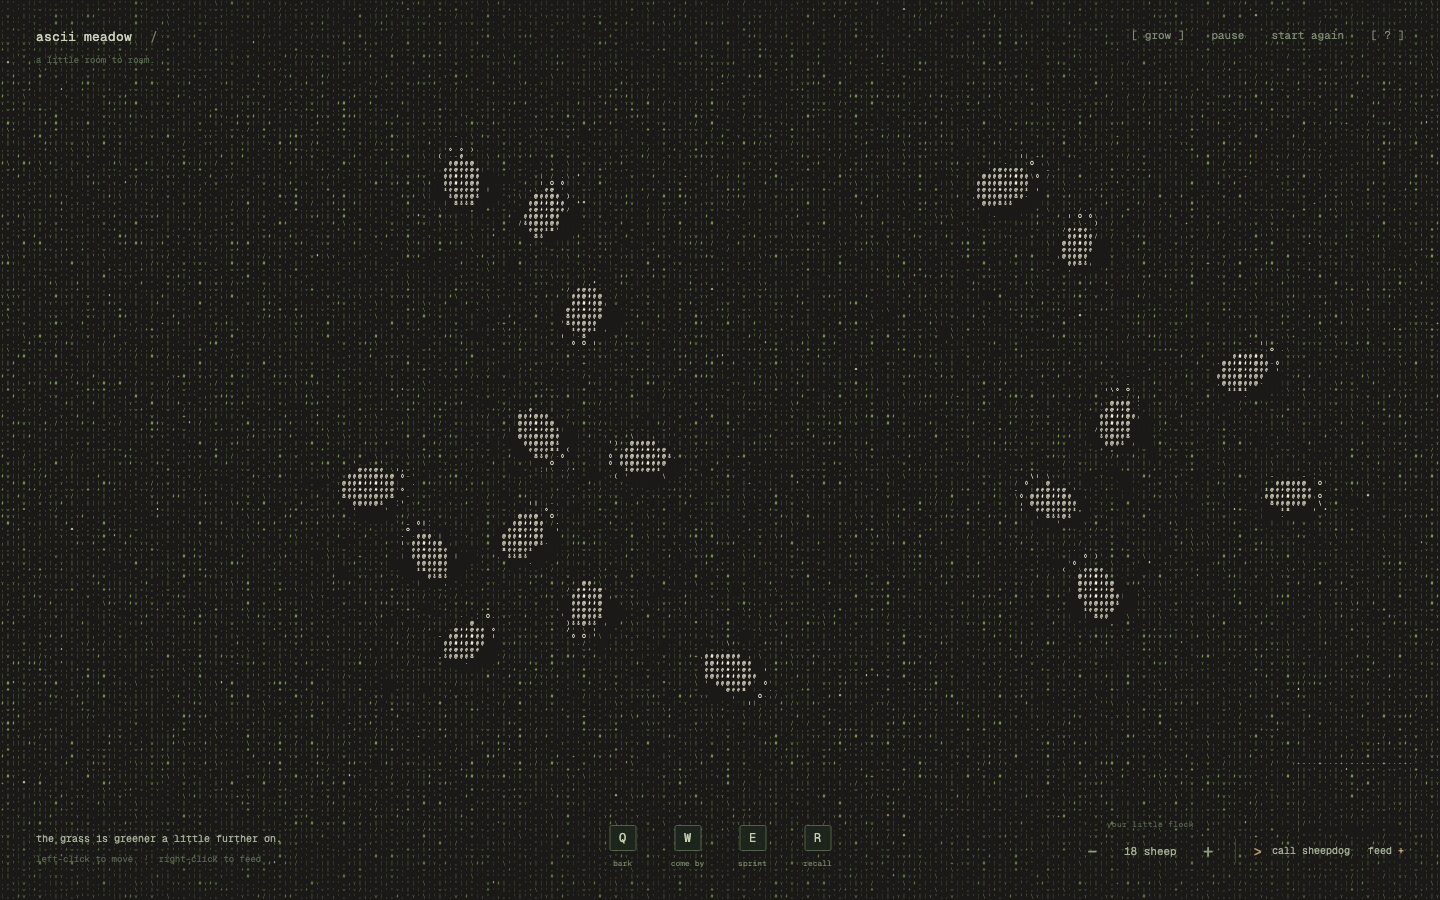 ascii meadow /
a little room to roam
[ grow ] pause start again [ ? ]
the grass is greener a little further on.
left-click to move · right-click to feed
Q W E R
bark come by sprint recall
your little flock
− 18 sheep + > call sheepdog feed +